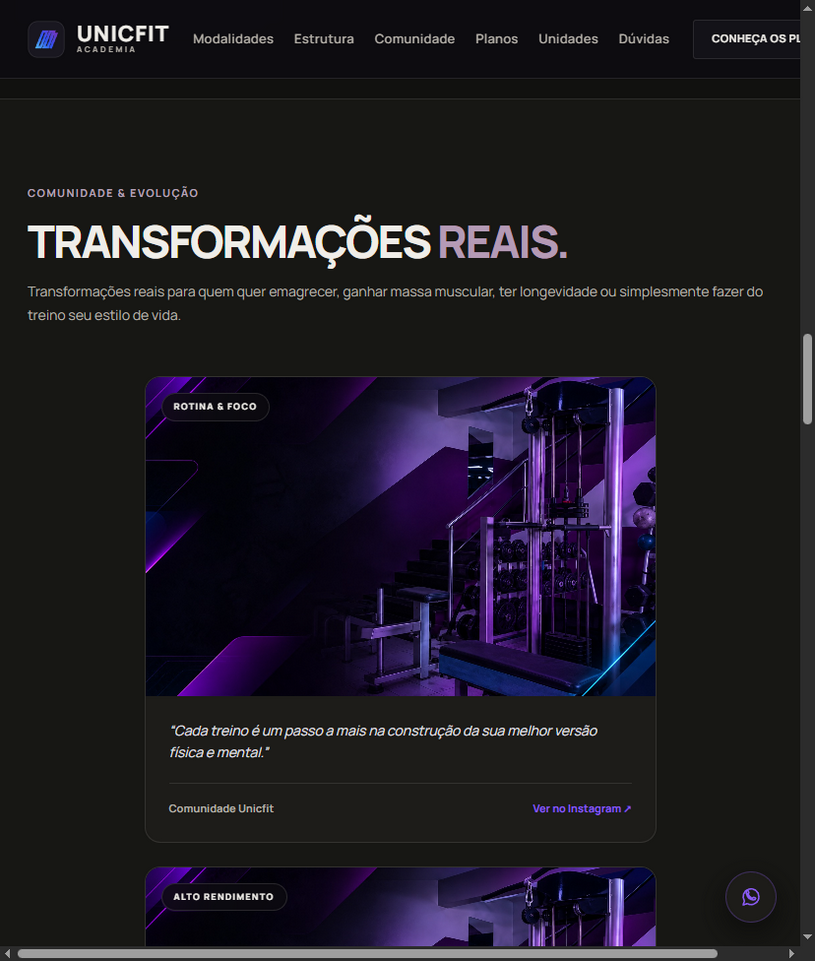 UNICFIT
ACADEMIA
Modalidades
Estrutura
Comunidade
Planos
Unidades
Dúvidas
CONHEÇA OS
COMUNIDADE & EVOLUÇÃO
TRANSFORMAÇÕES REAIS.
Transformações reais para quem quer emagrecer, ganhar massa muscular, ter longevidade ou simplesmente fazer do
treino seu estilo de vida.
ROTINA & FOCO
"Cada treino é um passo a mais na construção da sua melhor versão
física e mental."
Comunidade Unicfit
Ver no Instagram ↗
ALTO RENDIMENTO